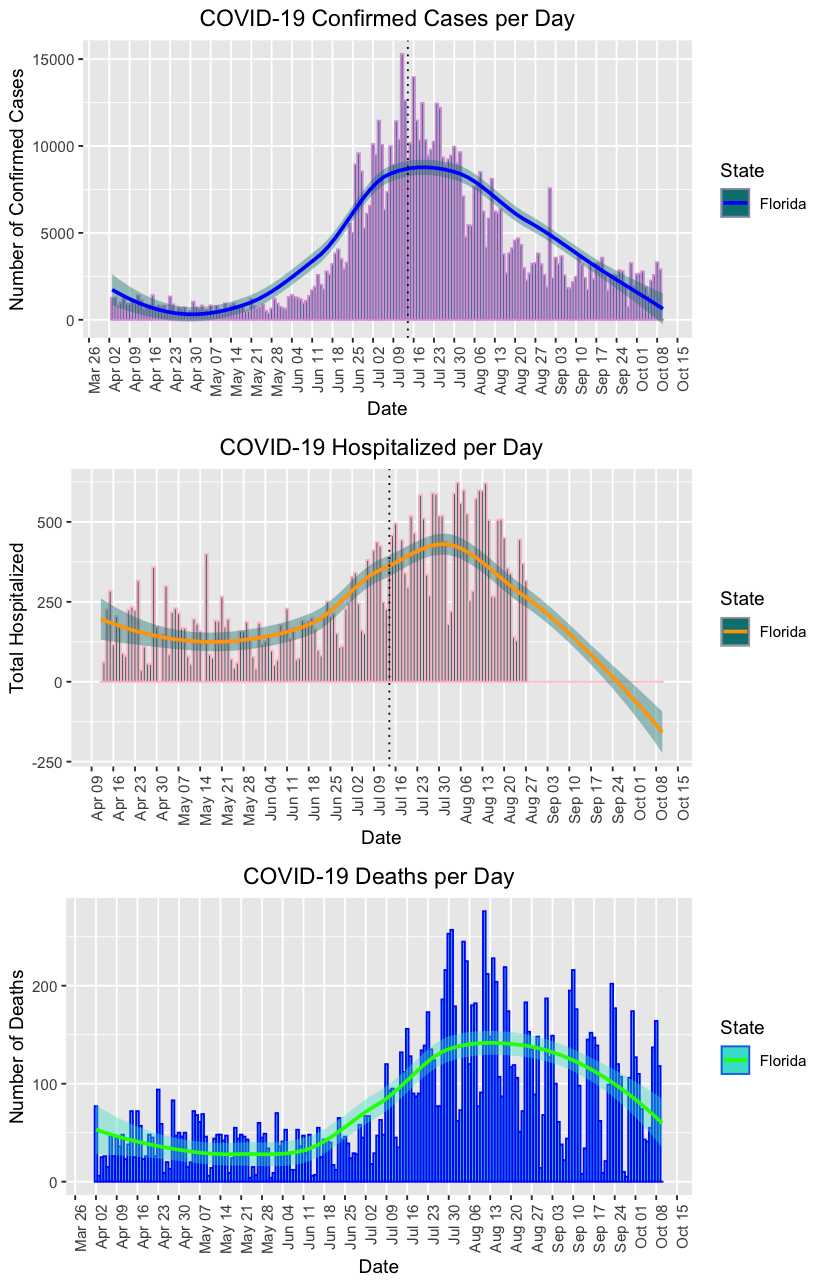 COVID-19 Confirmed Cases per Day
Number of Confirmed Cases
15000
10000
5000
0
Mar 26
Apr 02
Apr 09
Apr 16
Apr 23
Apr 30
May 07
May 14
May 21
May 28
Jun 04
Jun 11
Jun 18
Jun 25
Jul 02
Jul 09
Jul 16
Jul 23
Jul 30
Aug 06
Aug 13
Aug 20
Aug 27
Sep 03
Sep 10
Sep 17
Sep 24
Oct 01
Oct 08
Oct 15
Date
State
Florida
COVID-19 Hospitalized per Day
Total Hospitalized
500
250
0
-250
Apr 09
Apr 16
Apr 23
Apr 30
May 07
May 14
May 21
May 28
Jun 04
Jun 11
Jun 18
Jun 25
Jul 02
Jul 09
Jul 16
Jul 23
Jul 30
Aug 06
Aug 13
Aug 20
Aug 27
Sep 03
Sep 10
Sep 17
Sep 24
Oct 01
Oct 08
Oct 15
Date
State
Florida
COVID-19 Deaths per Day
Number of Deaths
200
100
0
Mar 26
Apr 02
Apr 09
Apr 16
Apr 23
Apr 30
May 07
May 14
May 21
May 28
Jun 04
Jun 11
Jun 18
Jun 25
Jul 02
Jul 09
Jul 16
Jul 23
Jul 30
Aug 06
Aug 13
Aug 20
Aug 27
Sep 03
Sep 10
Sep 17
Sep 24
Oct 01
Oct 08
Oct 15
Date
State
Florida